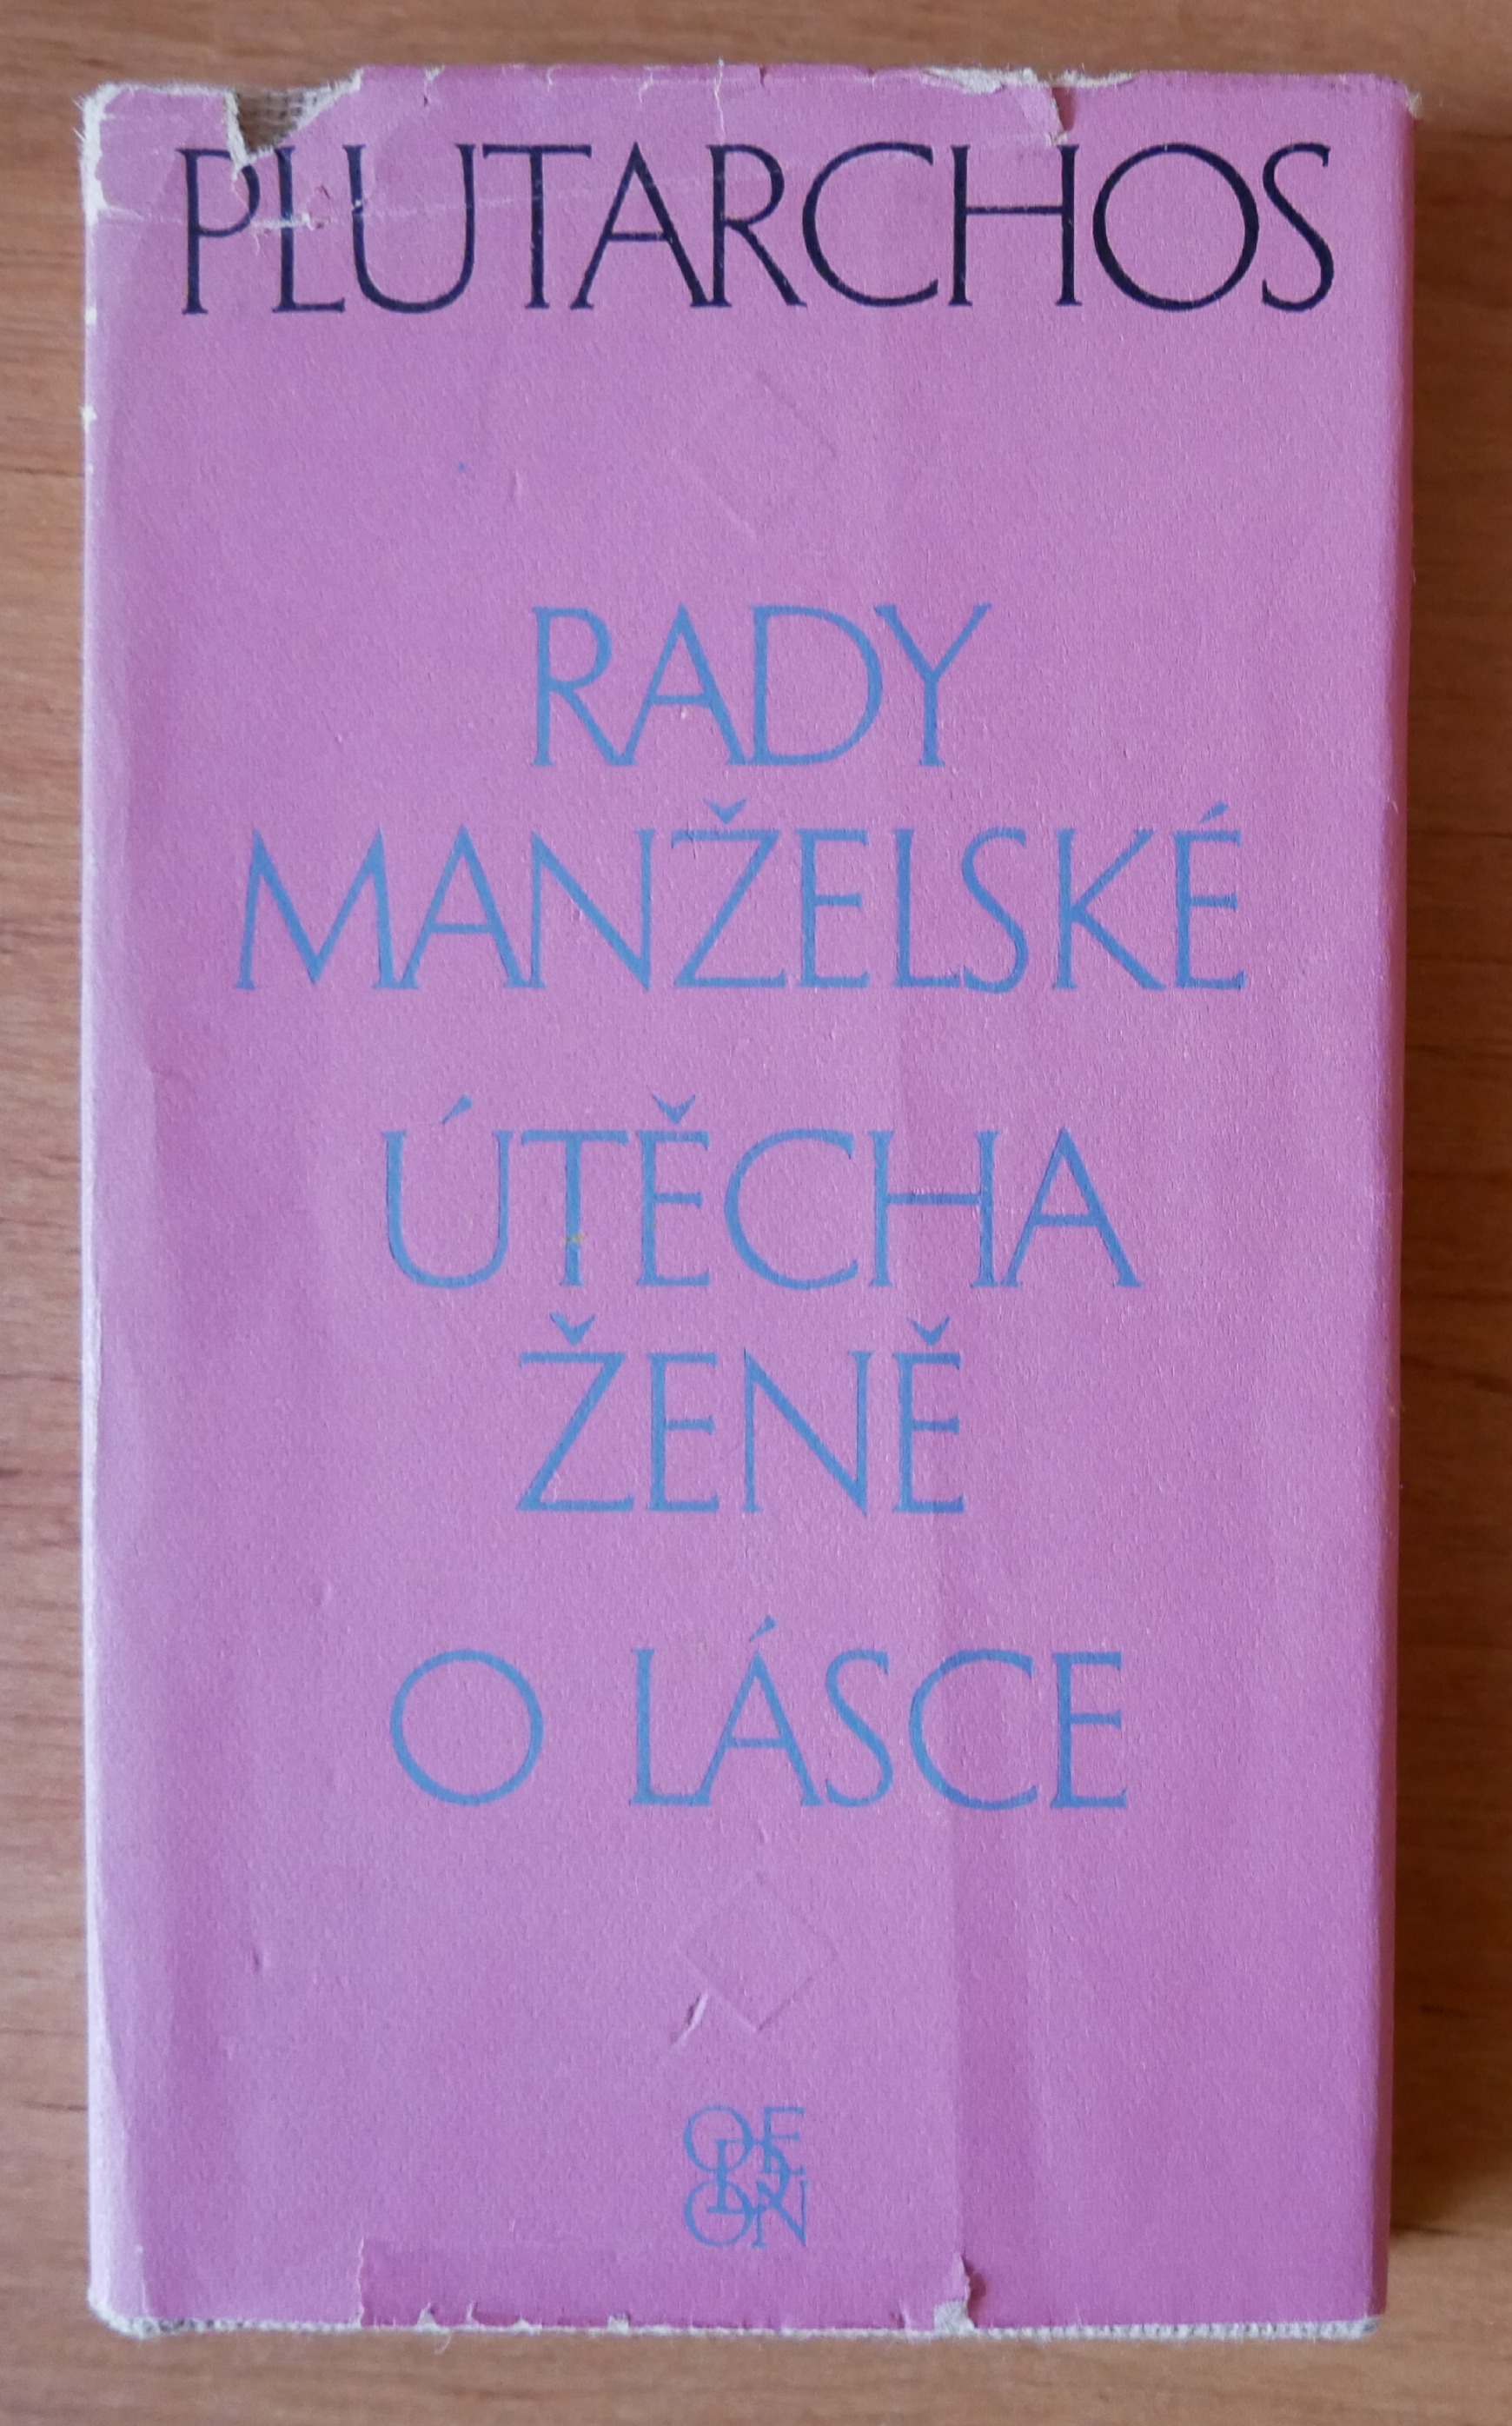 PLUTARCHOS
RADY
MANŽELSKÉ
ÚTĚCHA
ŽENĚ
O LÁSCE
ODEON